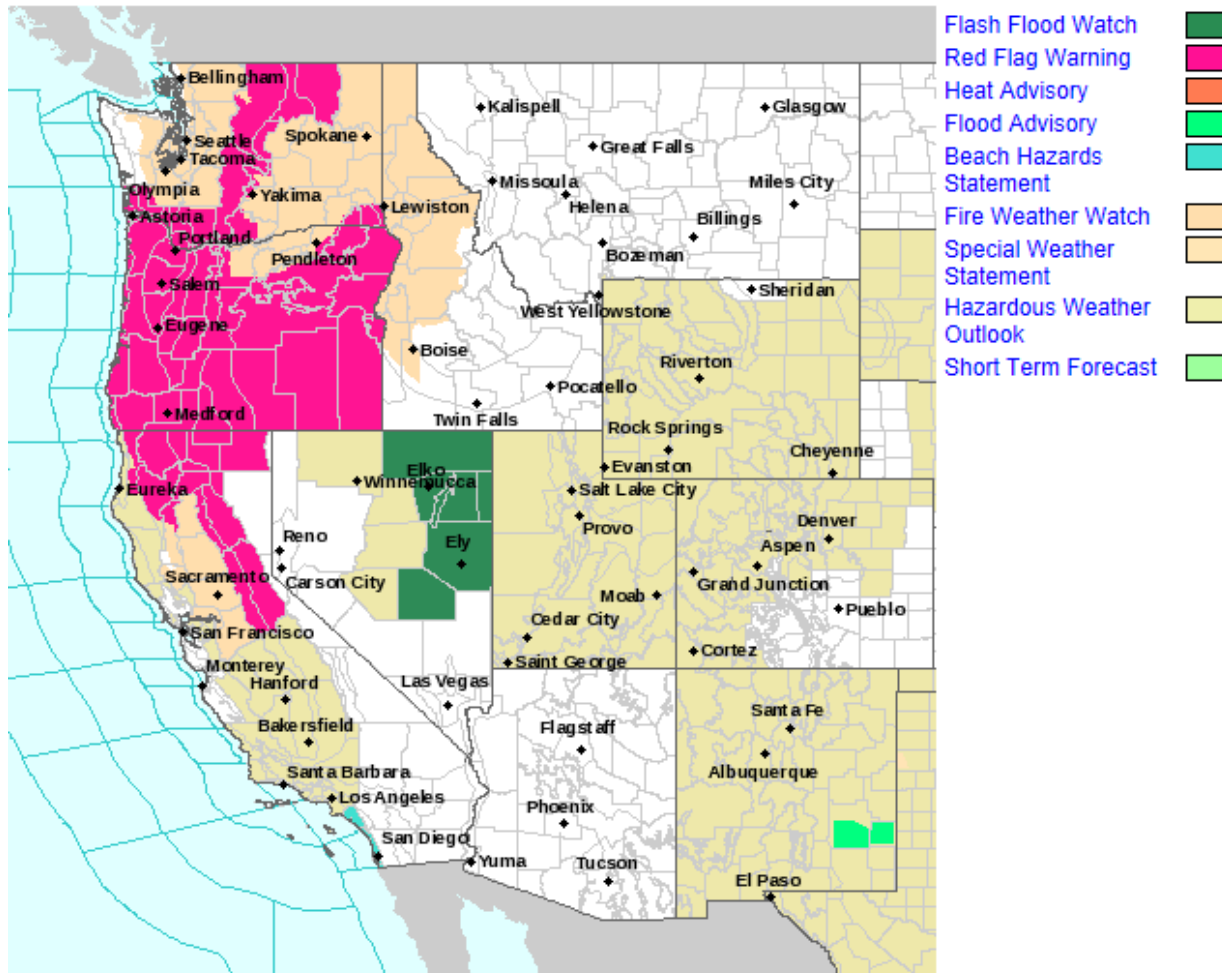 Flash Flood Watch
Red Flag Warning
Heat Advisory
Flood Advisory
Beach Hazards
Statement
Fire Weather Watch
Special Weather
Statement
Hazardous Weather
Outlook
Short Term Forecast
Bellingham
Kalispell
Glasgow
Seattle
Spokane
Great Falls
Tacoma
Missoula
Miles City
Olympia
Yakima
Lewiston
Helena
Billings
Astoria
Portland
Pendleton
Bozeman
Salem
Sheridan
West Yellowstone
Eugene
Boise
Riverton
Pocatello
Medford
Twin Falls
Rock Springs
Cheyenne
Elko
Evanston
Eureka
Winnemucca
Salt Lake City
Provo
Denver
Reno
Ely
Aspen
Sacramento
Carson City
Grand Junction
Moab
Pueblo
San Francisco
Cedar City
Cortez
Monterey
Saint George
Hanford
Las Vegas
Santa Fe
Bakersfield
Flagstaff
Albuquerque
Santa Barbara
Los Angeles
Phoenix
San Diego
Yuma
Tucson
El Paso